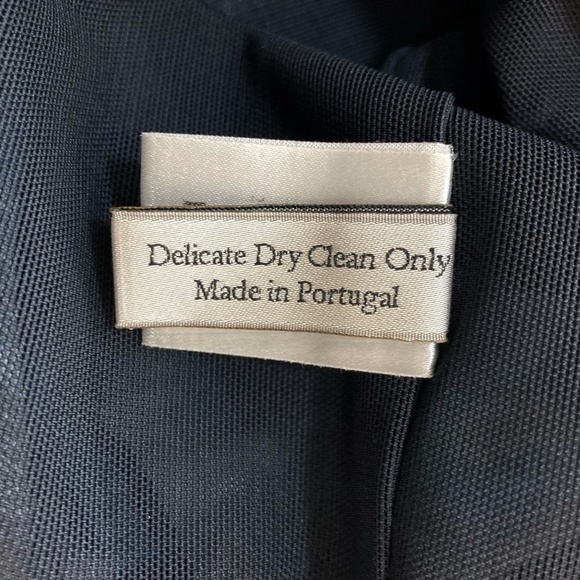 Delicate Dry Clean Only
Made in Portugal